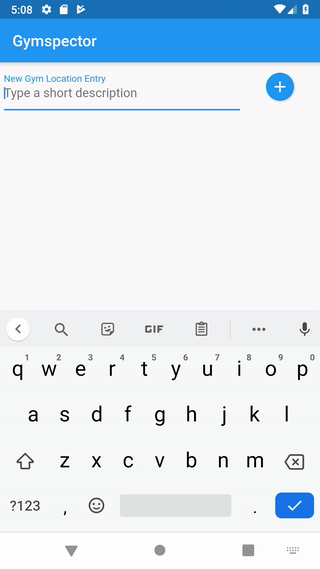 5:08
Gymspector
New Gym Location Entry
Type a short description
+
GIF
1 2 3 4 5 6 7 8 9 0
q w e r t y u i o p
a s d f g h j k l
z x c v b n m
?123 , .